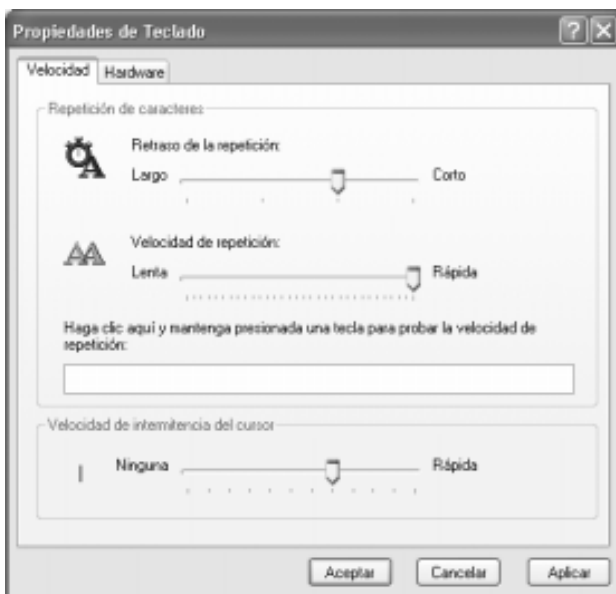 Propiedades de Teclado
Velocidad Hardware
Repetición de caracteres
Retraso de la repetición:
Largo Corto
Velocidad de repetición:
Lenta Rápida
Haga clic aquí y mantenga presionada una tecla para probar la velocidad de
repetición:
Velocidad de intermitencia del cursor
Ninguna Rápida
Aceptar Cancelar Aplicar